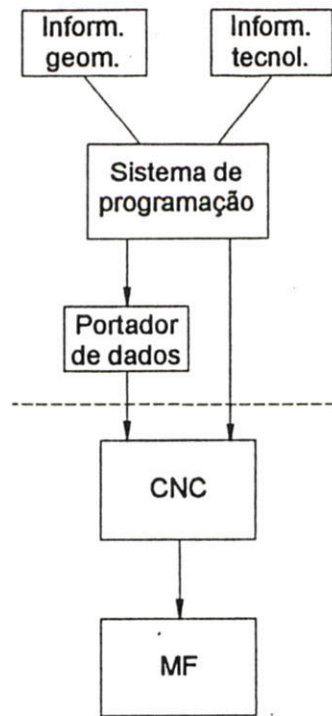 Inform.
geom.
Inform.
tecnol.
Sistema de
programação
Portador
de dados
CNC
MF